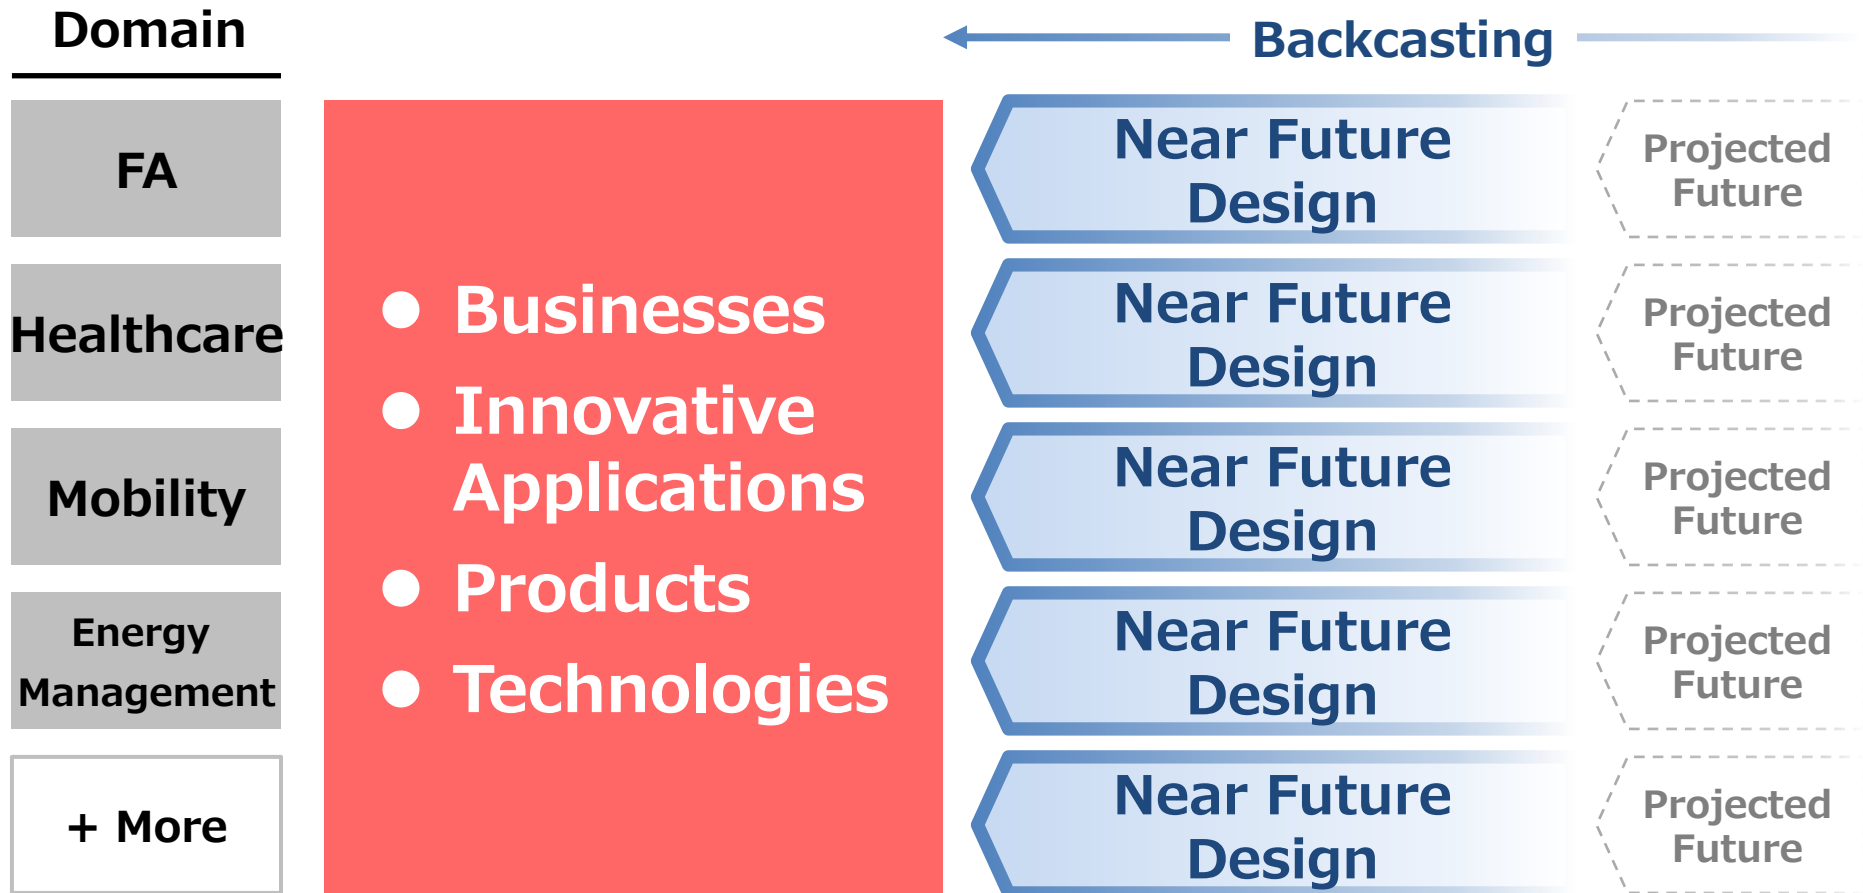 Domain
Backcasting
FA
Healthcare
Mobility
Energy
Management
+ More
● Businesses
● Innovative
Applications
● Products
● Technologies
Near Future
Design
Projected
Future
Near Future
Design
Projected
Future
Near Future
Design
Projected
Future
Near Future
Design
Projected
Future
Near Future
Design
Projected
Future